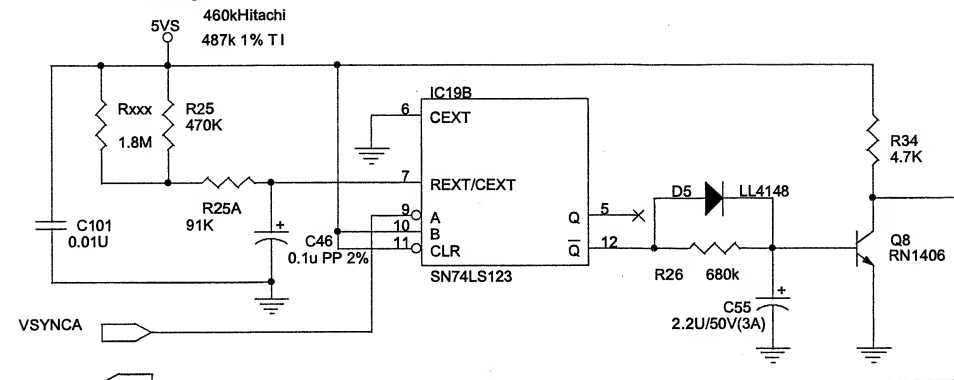 460kHitachi
5VS
487k 1% TI
IC19B
Rxxx
R25
6
CEXT
470K
1.8M
R34
4.7K
7
REXT/CEXT
D5
LL4148
R25A
9
A
Q
5
C101
91K
10
B
0.01U
C46
11
CLR
Q
12
Q8
0.1u PP 2%
RN1406
SN74LS123
R26
680k
C55
VSYNCA
2.2U/50V(3A)